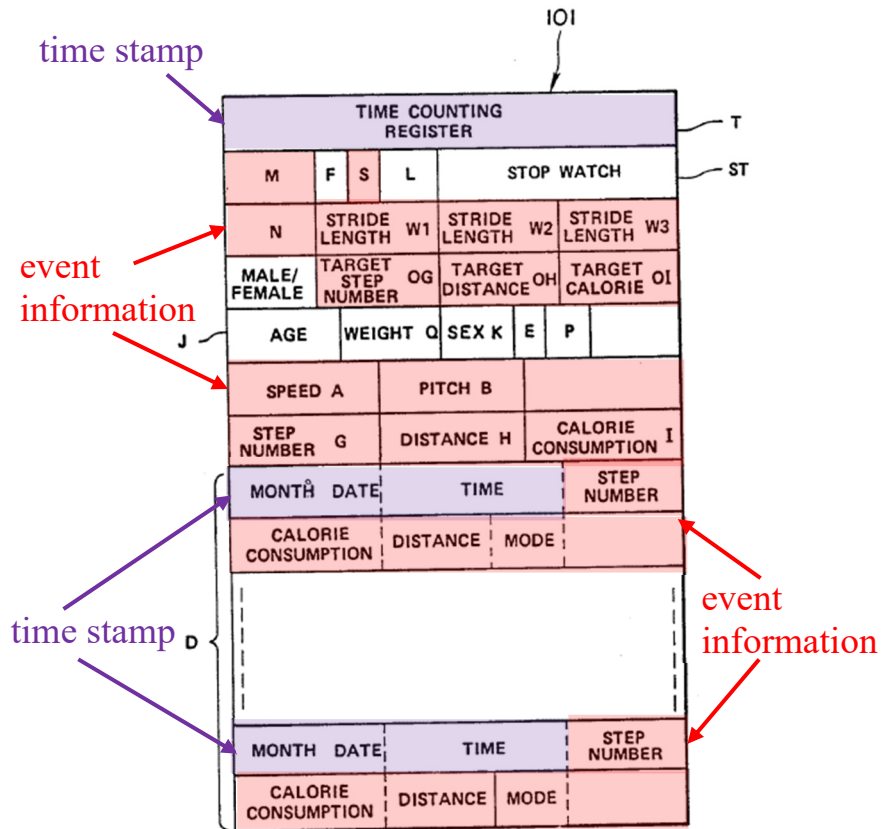 101
time stamp
TIME COUNTING
REGISTER
T
M F S L STOP WATCH
ST
N STRIDE LENGTH W1 STRIDE LENGTH W2 STRIDE LENGTH W3
event
information
MALE/
FEMALE
TARGET
STEP
NUMBER OG
TARGET
DISTANCE OH
TARGET
CALORIE OI
J
AGE WEIGHT Q SEX K E P
SPEED A PITCH B
STEP
NUMBER G
DISTANCE H
CALORIE
CONSUMPTION I
MONTH DATE TIME
STEP
NUMBER
CALORIE
CONSUMPTION
DISTANCE MODE
time stamp
D
event
information
MONTH DATE TIME
STEP
NUMBER
CALORIE
CONSUMPTION
DISTANCE MODE